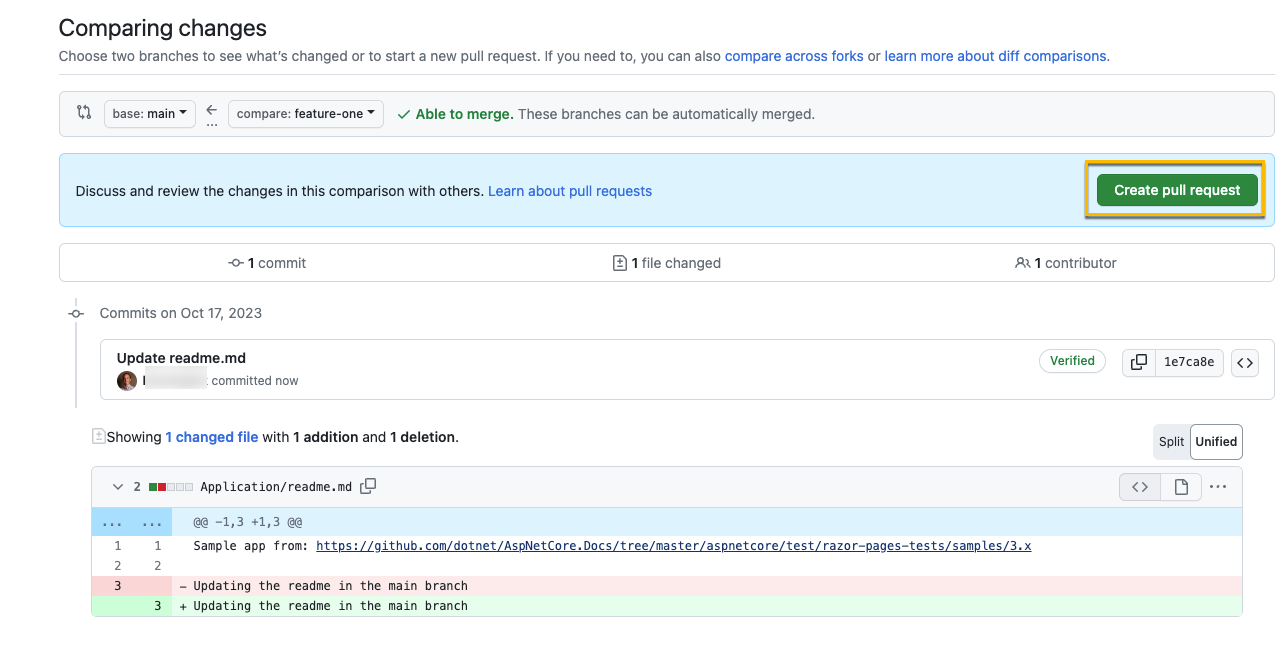 Comparing changes
Choose two branches to see what's changed or to start a new pull request. If you need to, you can also compare across forks or learn more about diff comparisons.
base: main ... compare: feature-one Able to merge. These branches can be automatically merged.
Discuss and review the changes in this comparison with others. Learn about pull requests Create pull request
1 commit 1 file changed 1 contributor
Commits on Oct 17, 2023
Update readme.md Verified 1e7ca8e
committed now
Showing 1 changed file with 1 addition and 1 deletion. Split Unified
2 Application/readme.md
... ... @@ -1,3 +1,3 @@
1 1 Sample app from: https://github.com/dotnet/AspNetCore.Docs/tree/master/aspnetcore/test/razor-pages-tests/samples/3.x
2 2
3 - Updating the readme in the main branch
3 + Updating the readme in the main branch